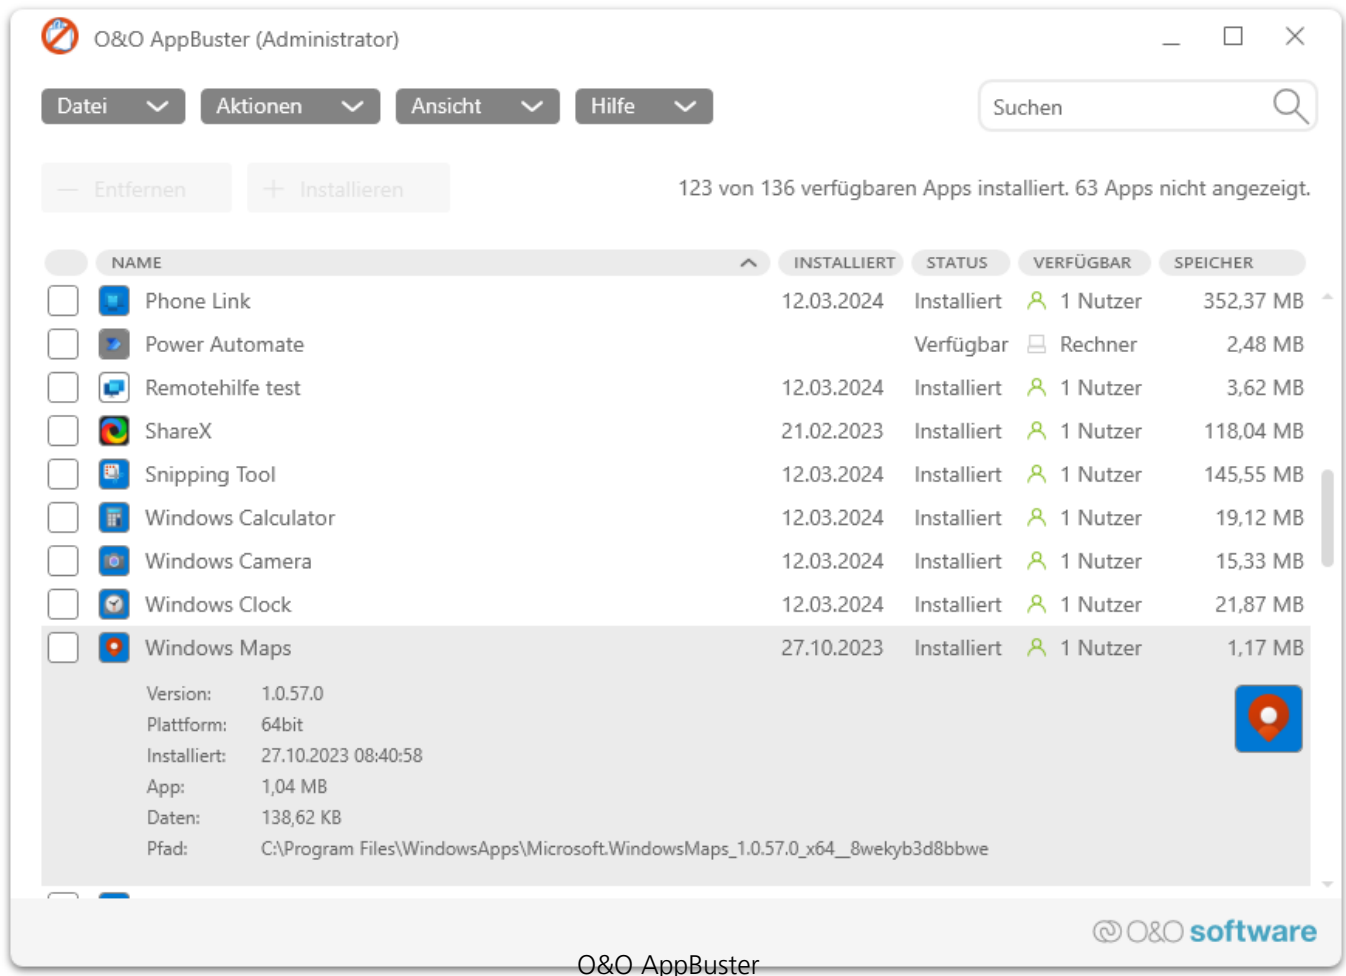 O&O AppBuster (Administrator)
Datei Aktionen Ansicht Hilfe Suchen
Entfernen Installieren 123 von 136 verfügbaren Apps installiert. 63 Apps nicht angezeigt.
NAME INSTALLIERT STATUS VERFÜGBAR SPEICHER
Phone Link 12.03.2024 Installiert 1 Nutzer 352,37 MB
Power Automate Verfügbar Rechner 2,48 MB
Remotehilfe test 12.03.2024 Installiert 1 Nutzer 3,62 MB
ShareX 21.02.2023 Installiert 1 Nutzer 118,04 MB
Snipping Tool 12.03.2024 Installiert 1 Nutzer 145,55 MB
Windows Calculator 12.03.2024 Installiert 1 Nutzer 19,12 MB
Windows Camera 12.03.2024 Installiert 1 Nutzer 15,33 MB
Windows Clock 12.03.2024 Installiert 1 Nutzer 21,87 MB
Windows Maps 27.10.2023 Installiert 1 Nutzer 1,17 MB
Version: 1.0.57.0
Plattform: 64bit
Installiert: 27.10.2023 08:40:58
App: 1,04 MB
Daten: 138,62 KB
Pfad: C:\Program Files\WindowsApps\Microsoft.WindowsMaps_1.0.57.0_x64__8wekyb3d8bbwe
O&O software
O&O AppBuster